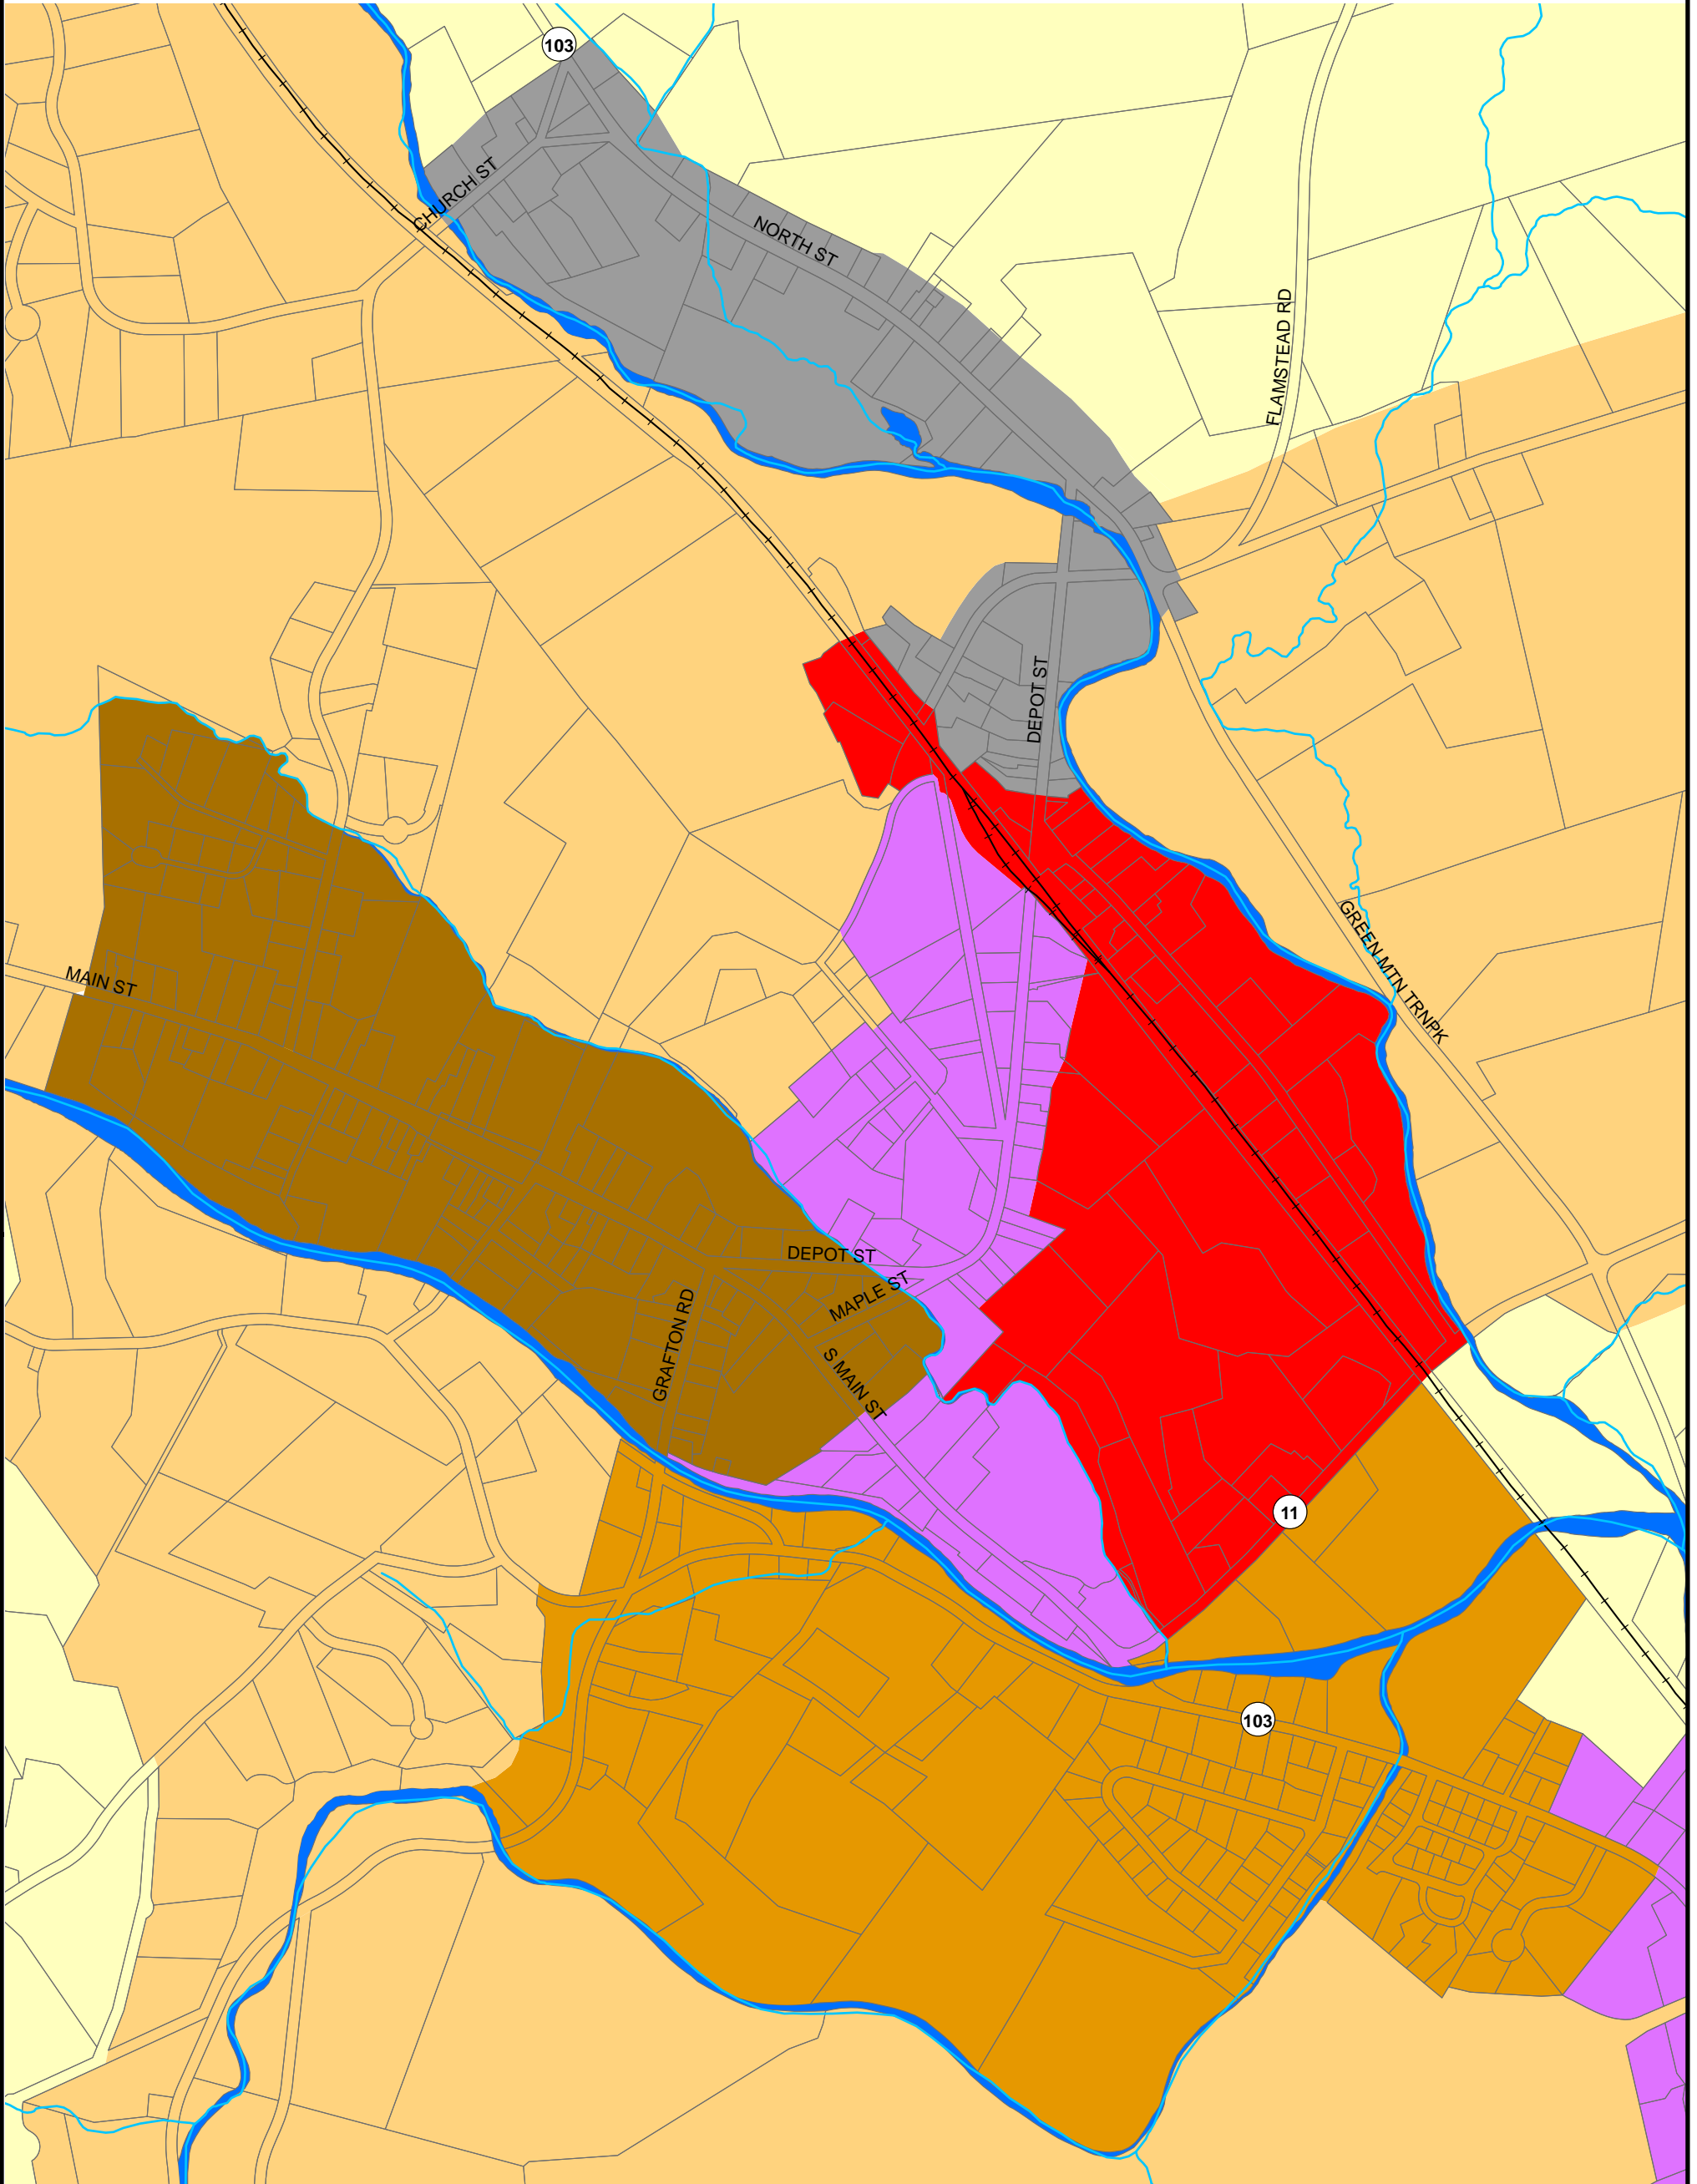 103
CHURCH ST
NORTH ST
FLAMSTEAD RD
DEPOT ST
GREEN MTN TRNPK
MAIN ST
DEPOT ST
MAPLE ST
GRAFTON RD
S MAIN ST
11
103